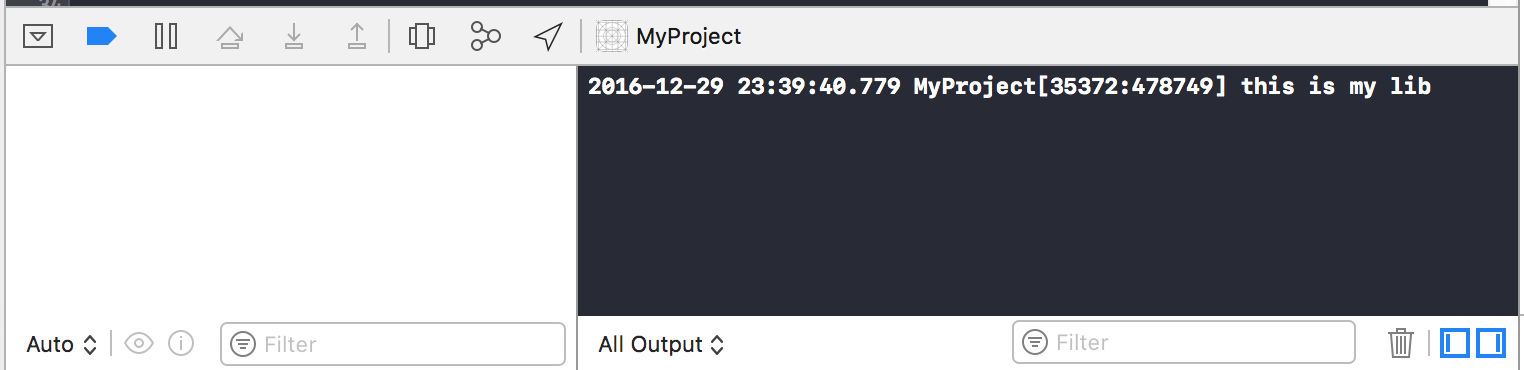 MyProject
2016-12-29 23:39:40.779 MyProject[35372:478749] this is my lib
Auto
Filter
All Output
Filter